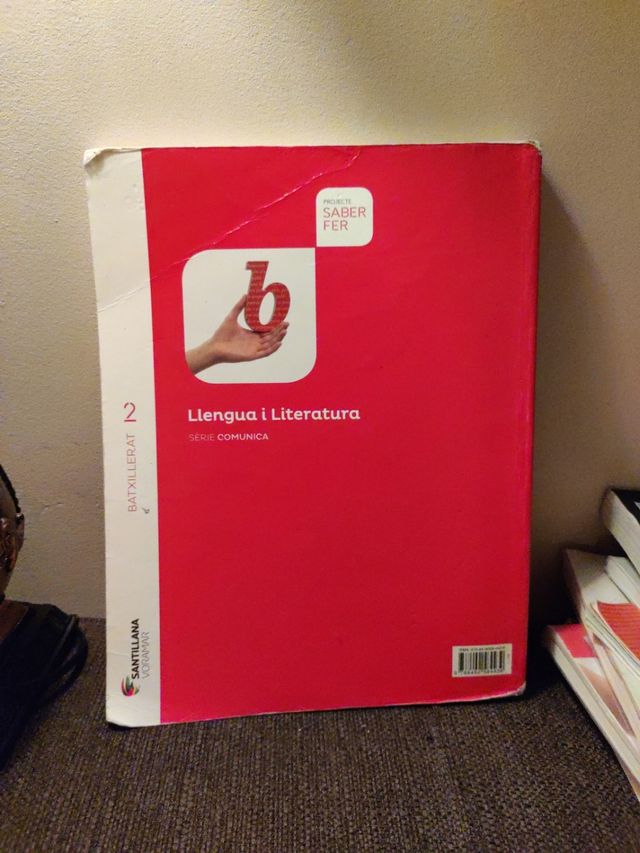 PROJECTE
SABER
FER
b
Llengua i Literatura
SÈRIE COMUNICA
BATXILLERAT 2
SANTILLANA
VORAMAR